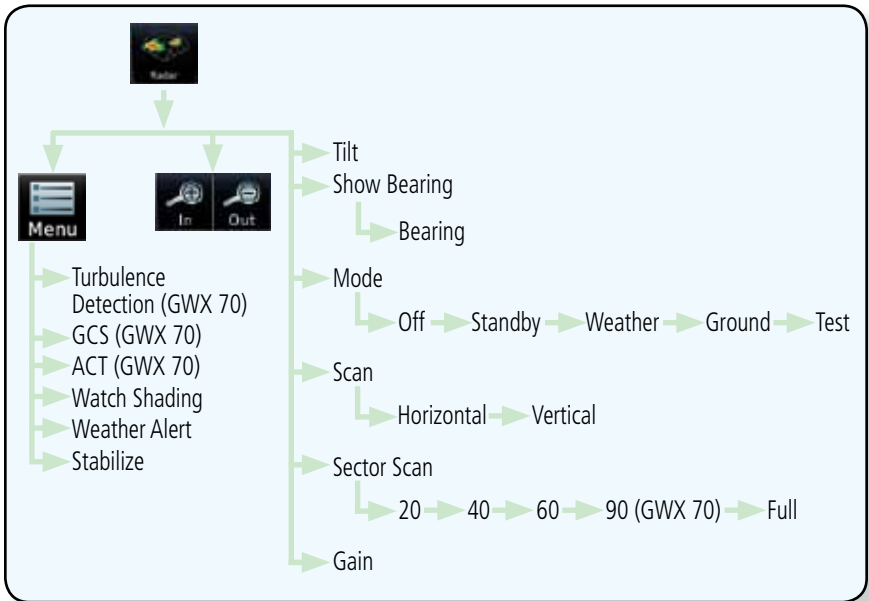 Radar
Menu
In Out
Turbulence
Detection (GWX 70)
GCS (GWX 70)
ACT (GWX 70)
Watch Shading
Weather Alert
Stabilize
Tilt
Show Bearing
Bearing
Mode
Off Standby Weather Ground Test
Scan
Horizontal Vertical
Sector Scan
20 40 60 90 (GWX 70) Full
Gain